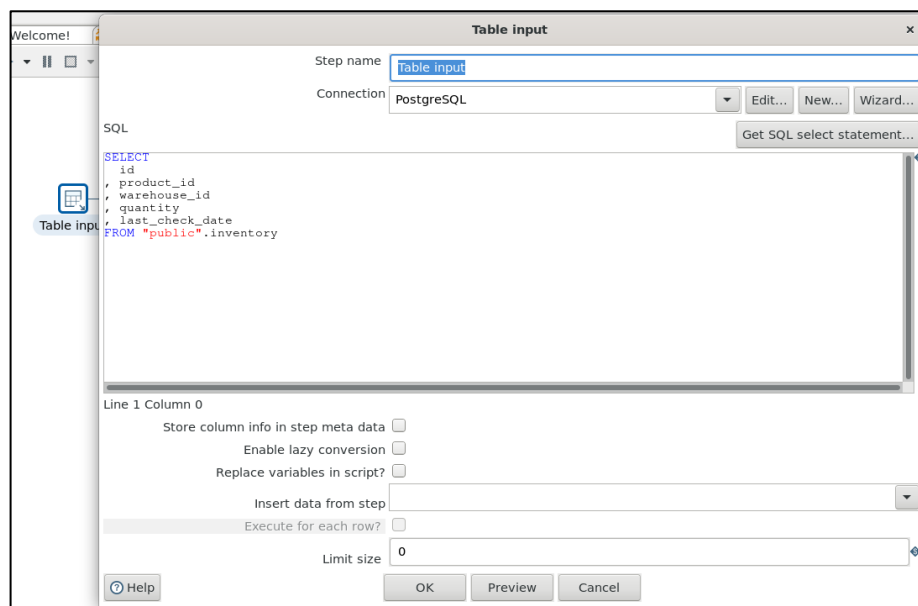 Welcome!
Table input
Step name Table input
Connection PostgreSQL Edit... New... Wizard...
SQL
Get SQL select statement...
SELECT
id
, product_id
, warehouse_id
, quantity
, last_check_date
FROM "public".inventory
Table inpu
Line 1 Column 0
Store column info in step meta data
Enable lazy conversion
Replace variables in script?
Insert data from step
Execute for each row?
Limit size 0
Help OK Preview Cancel